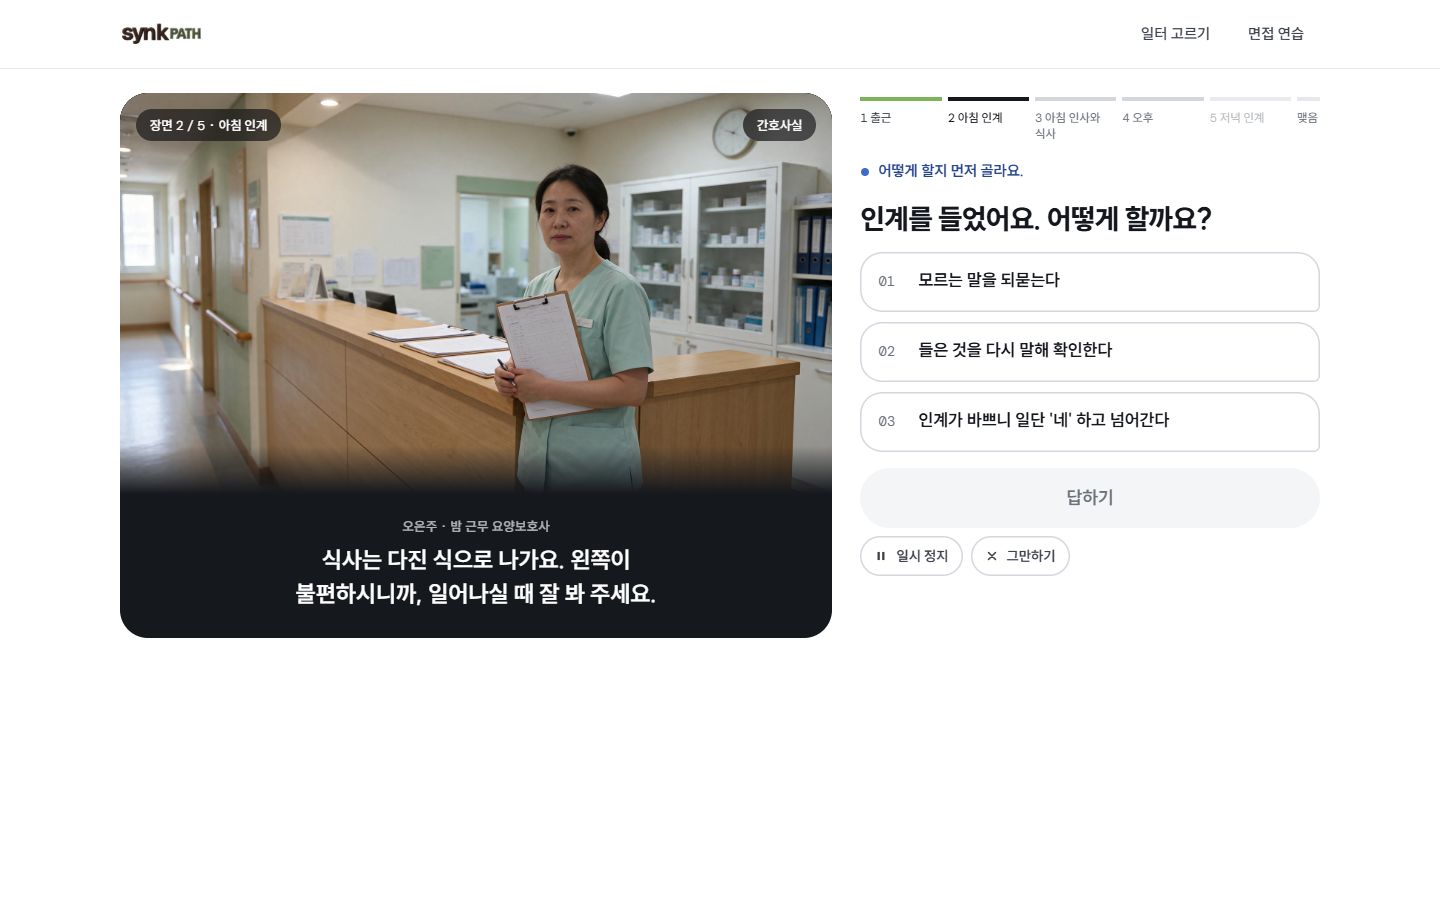 synk PATH
일터 고르기
면접 연습
장면 2 / 5 · 아침 인계
간호사실
오은주 · 밤 근무 요양보호사
식사는 다진 식으로 나가요. 왼쪽이
불편하시니까, 일어나실 때 잘 봐 주세요.
1 출근
2 아침 인계
3 아침 인사와
식사
4 오후
5 저녁 인계
맺음
어떻게 할지 먼저 골라요.
인계를 들었어요. 어떻게 할까요?
01 모르는 말을 되묻는다
02 들은 것을 다시 말해 확인한다
03 인계가 바쁘니 일단 '네' 하고 넘어간다
답하기
일시 정지
그만하기